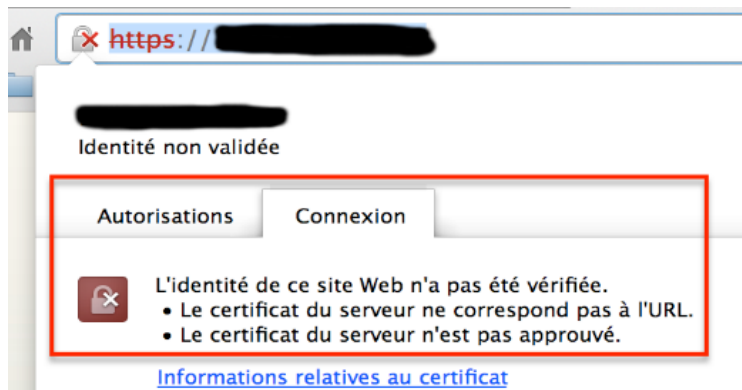 https://
Identité non validée
Autorisations Connexion
L'identité de ce site Web n'a pas été vérifiée.
• Le certificat du serveur ne correspond pas à l'URL.
• Le certificat du serveur n'est pas approuvé.
Informations relatives au certificat